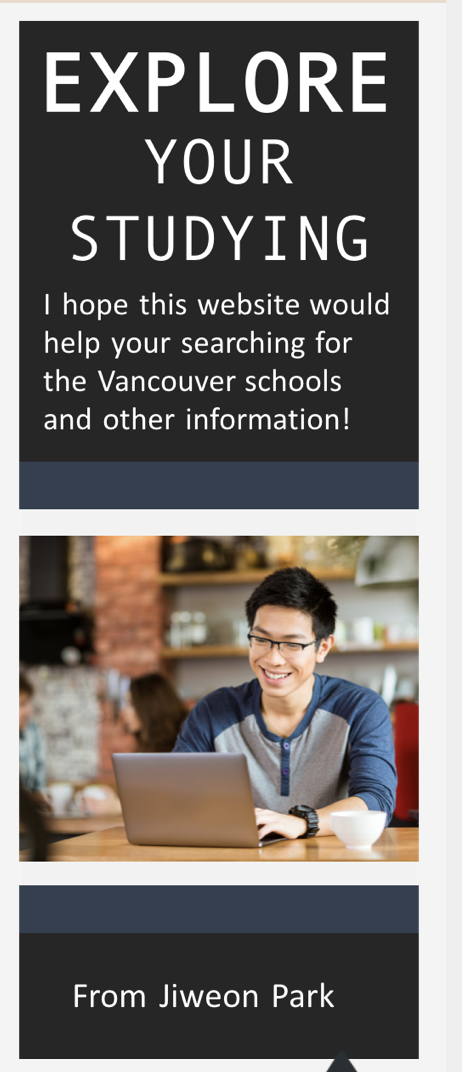 EXPLORE
YOUR
STUDYING
I hope this website would
help your searching for
the Vancouver schools
and other information!
From Jiweon Park